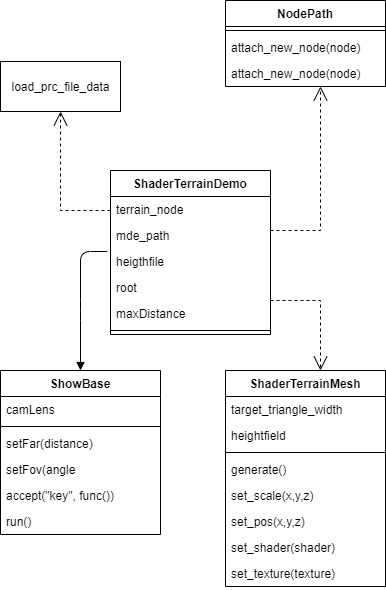 NodePath
attach_new_node(node)
attach_new_node(node)
load_prc_file_data
ShaderTerrainDemo
terrain_node
mde_path
heigthfile
root
maxDistance
ShowBase
camLens
setFar(distance)
setFov(angle
accept("key", func())
run()
ShaderTerrainMesh
target_triangle_width
heightfield
generate()
set_scale(x,y,z)
set_pos(x,y,z)
set_shader(shader)
set_texture(texture)